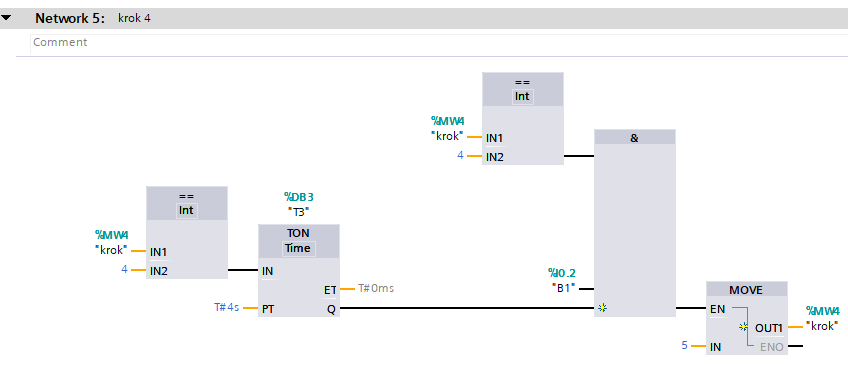 Network 5: krok 4
Comment
==
Int
%MW4
"krok"
IN1
4
IN2
&
==
Int
%MW4
"krok"
IN1
4
IN2
%DB3
"T3"
TON
Time
IN
ET
T#0ms
T#4s
PT
Q
%I0.2
"B1"
MOVE
EN
%MW4
OUT1
"krok"
5
IN
ENO